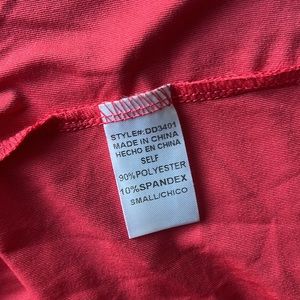 STYLE#:DD3401
MADE IN CHINA
HECHO EN CHINA
SELF
90%POLYESTER
10%SPANDEX
SMALL/CHICO